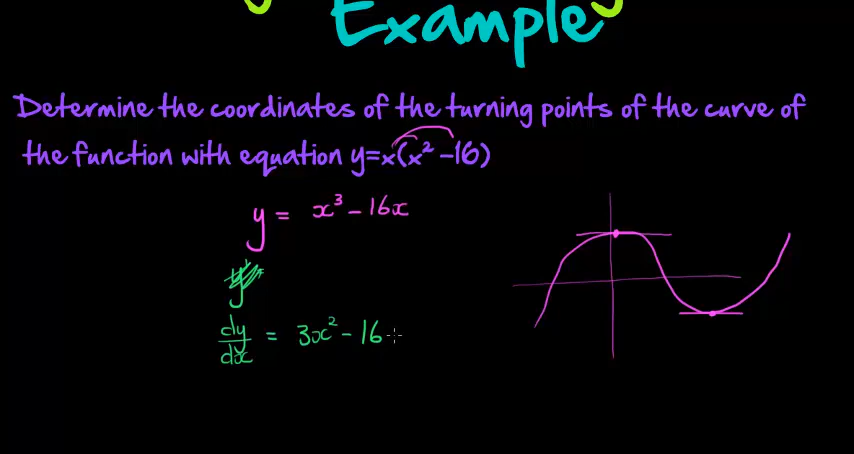 Example
Determine the coordinates of the turning points of the curve of
the function with equation y=x(x²-16)
y = x³ - 16x
dy/dx = 3x² - 16